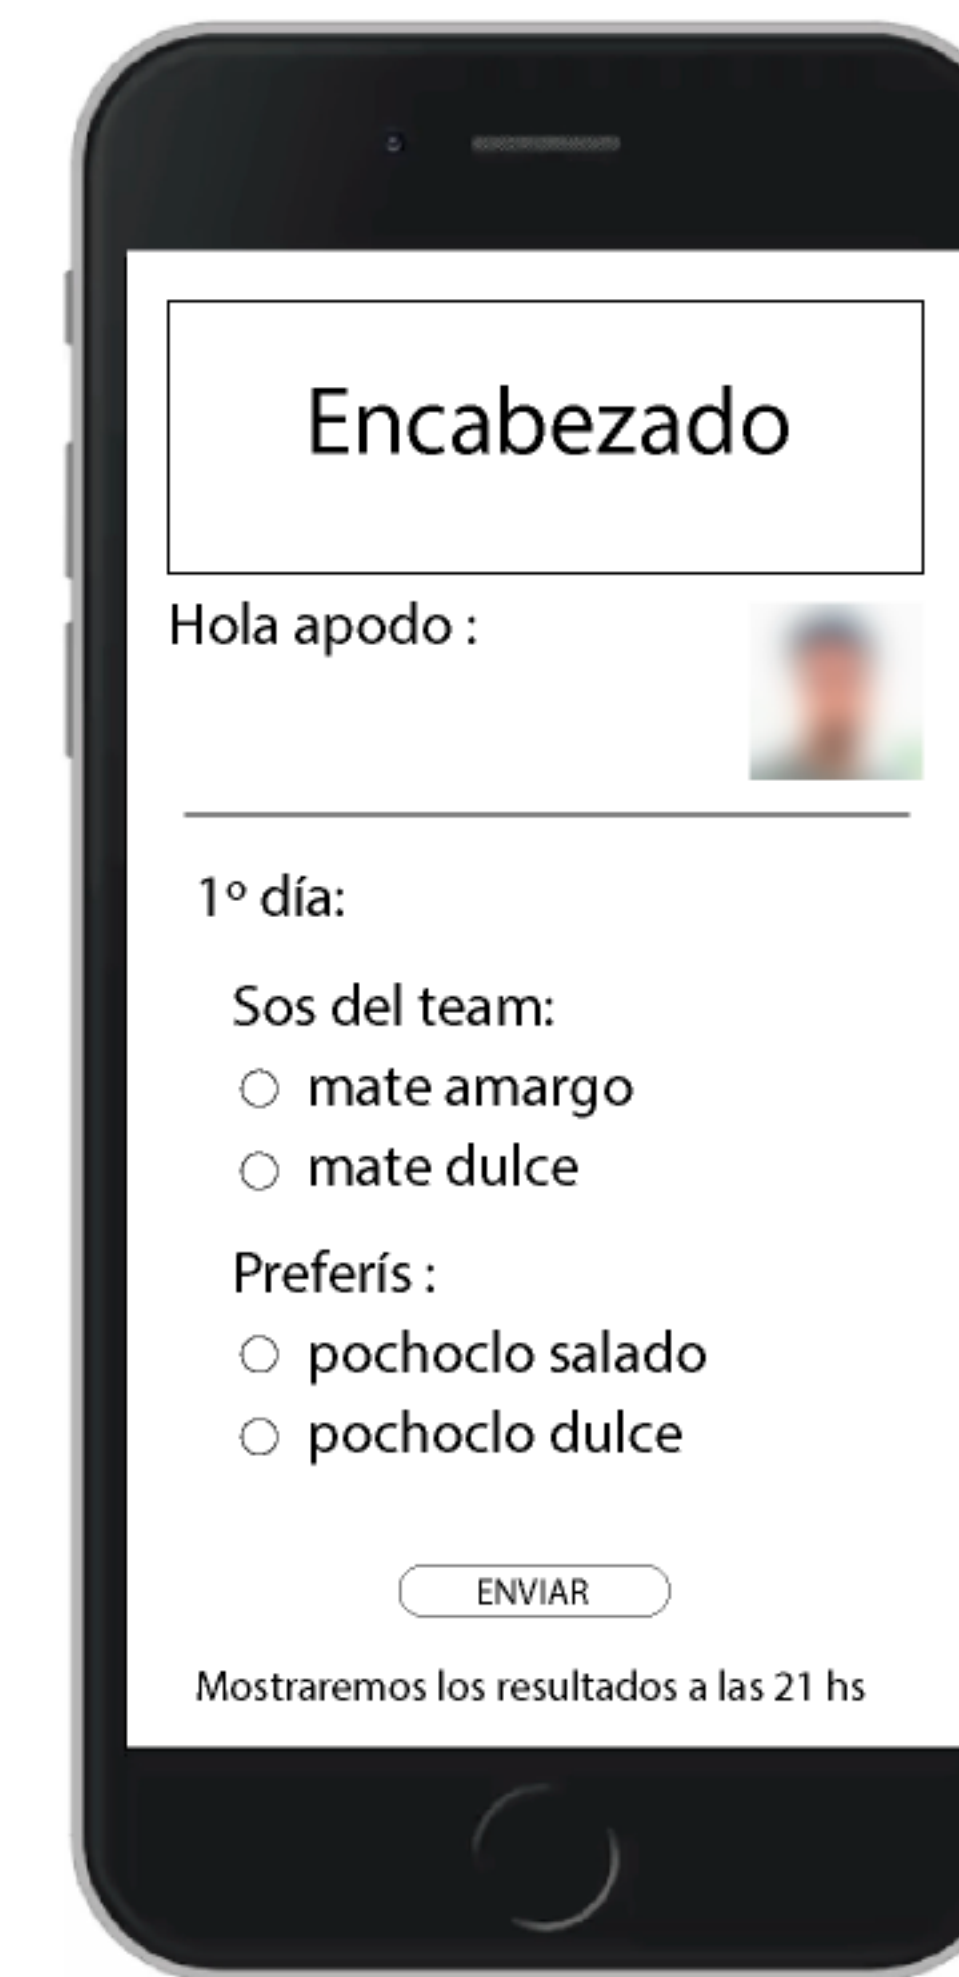 Encabezado
Hola apodo :
1º día:
Sos del team:
mate amargo
mate dulce
Preferís :
pochoclo salado
pochoclo dulce
ENVIAR
Mostraremos los resultados a las 21 hs